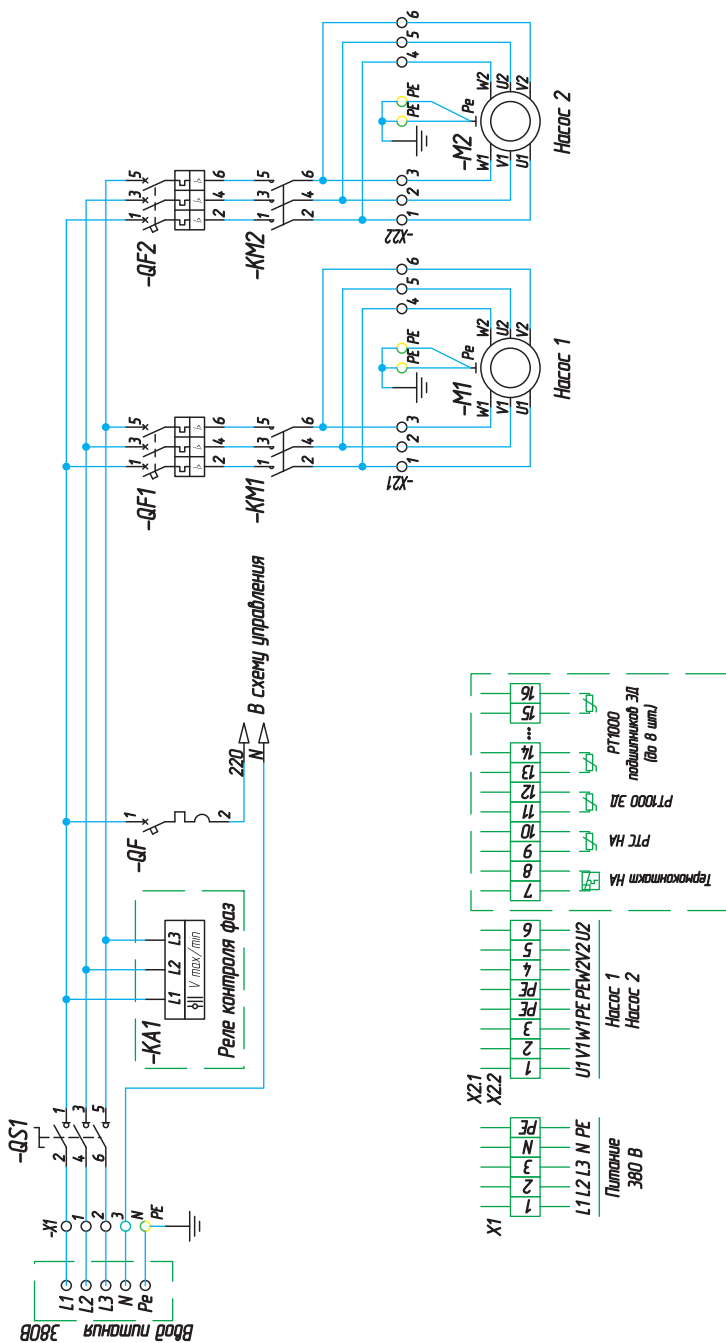 Ввод питания 380В
L1
L2
L3
N
Pe
-X1
1
2
3
N
PE
-QS1
2 1
4 3
6 5
-KA1
L1 L2 L3
V max/min
Реле контроля фаз
-QF
1
2
220
N
В схему управления
-QF1
1 3 5
2 4 6
-KM1
1 3 5
2 4 6
-X21
1 2 3
PE PE
4 5 6
-M1
Pe
W1 V1 U1
W2 U2 V2
Насос 1
-QF2
1 3 5
2 4 6
-KM2
1 3 5
2 4 6
-X22
1 2 3
PE PE
4 5 6
-M2
Pe
W1 V1 U1
W2 U2 V2
Насос 2
X1
1 2 3 N PE
L1 L2 L3 N PE
Питание
380 В
X2.1
X2.2
1 2 3 PE PE 4 5 6
U1 V1 W1 PE PE W2 V2 U2
Насос 1
Насос 2
7 8 9 10 11 12 13 14 ... 15 16
Термоконтакт НА
РТС НА
РТ1000 ЭД
РТ1000
подшипников ЭД
(до 8 шт.)